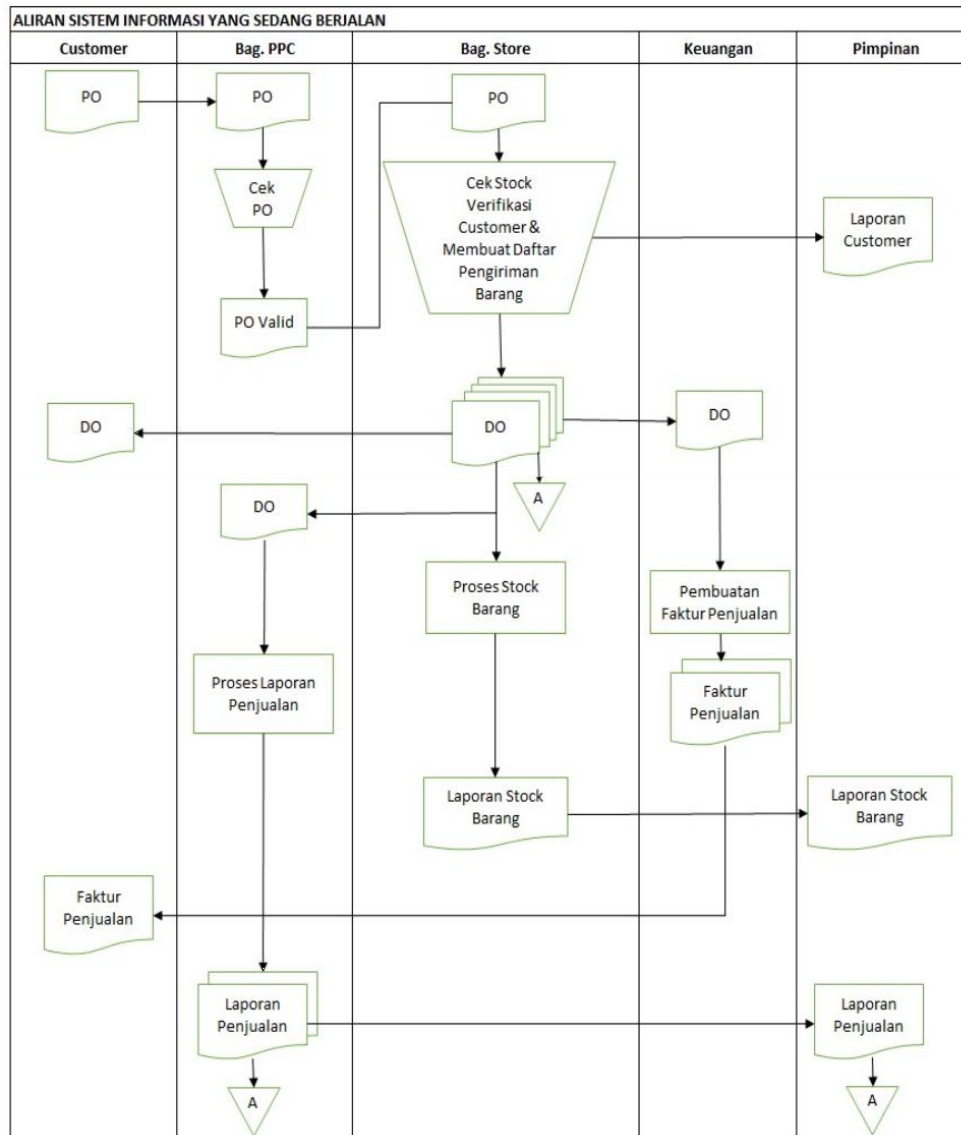 ALIRAN SISTEM INFORMASI YANG SEDANG BERJALAN
Customer
Bag. PPC
Bag. Store
Keuangan
Pimpinan
PO
PO
PO
Cek
PO
Cek Stock
Verifikasi
Customer &
Membuat Daftar
Pengiriman
Barang
Laporan
Customer
PO Valid
DO
DO
DO
A
DO
Proses Stock
Barang
Pembuatan
Faktur Penjualan
Proses Laporan
Penjualan
Faktur
Penjualan
Laporan Stock
Barang
Laporan Stock
Barang
Faktur
Penjualan
Laporan
Penjualan
Laporan
Penjualan
A
A